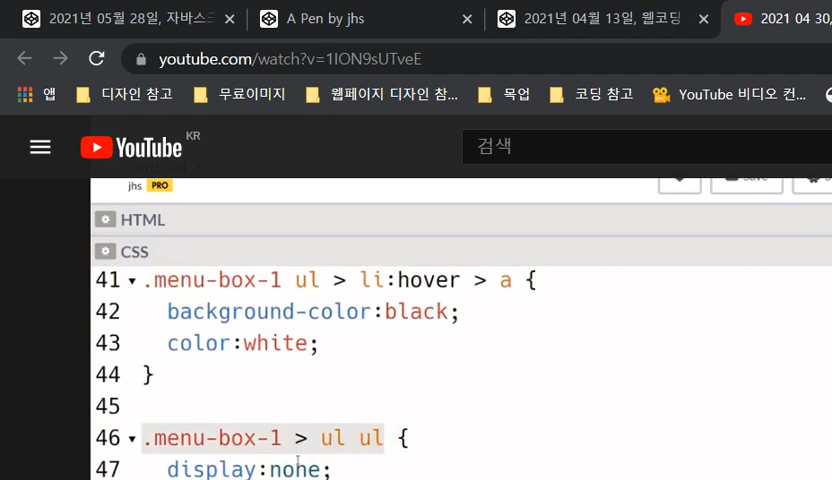 2021년 05월 28일, 자바스크
A Pen by jhs
2021년 04월 13일, 웹코딩
2021 04 30,
youtube.com/watch?v=1ION9sUTveE
앱 디자인 참고 무료이미지 웹페이지 디자인 참... 목업 코딩 참고 YouTube 비디오 컨...
YouTube KR
검색
jhs PRO
HTML
CSS
41 .menu-box-1 ul > li:hover > a {
42 background-color:black;
43 color:white;
44 }
45
46 .menu-box-1 > ul ul {
47 display:none;